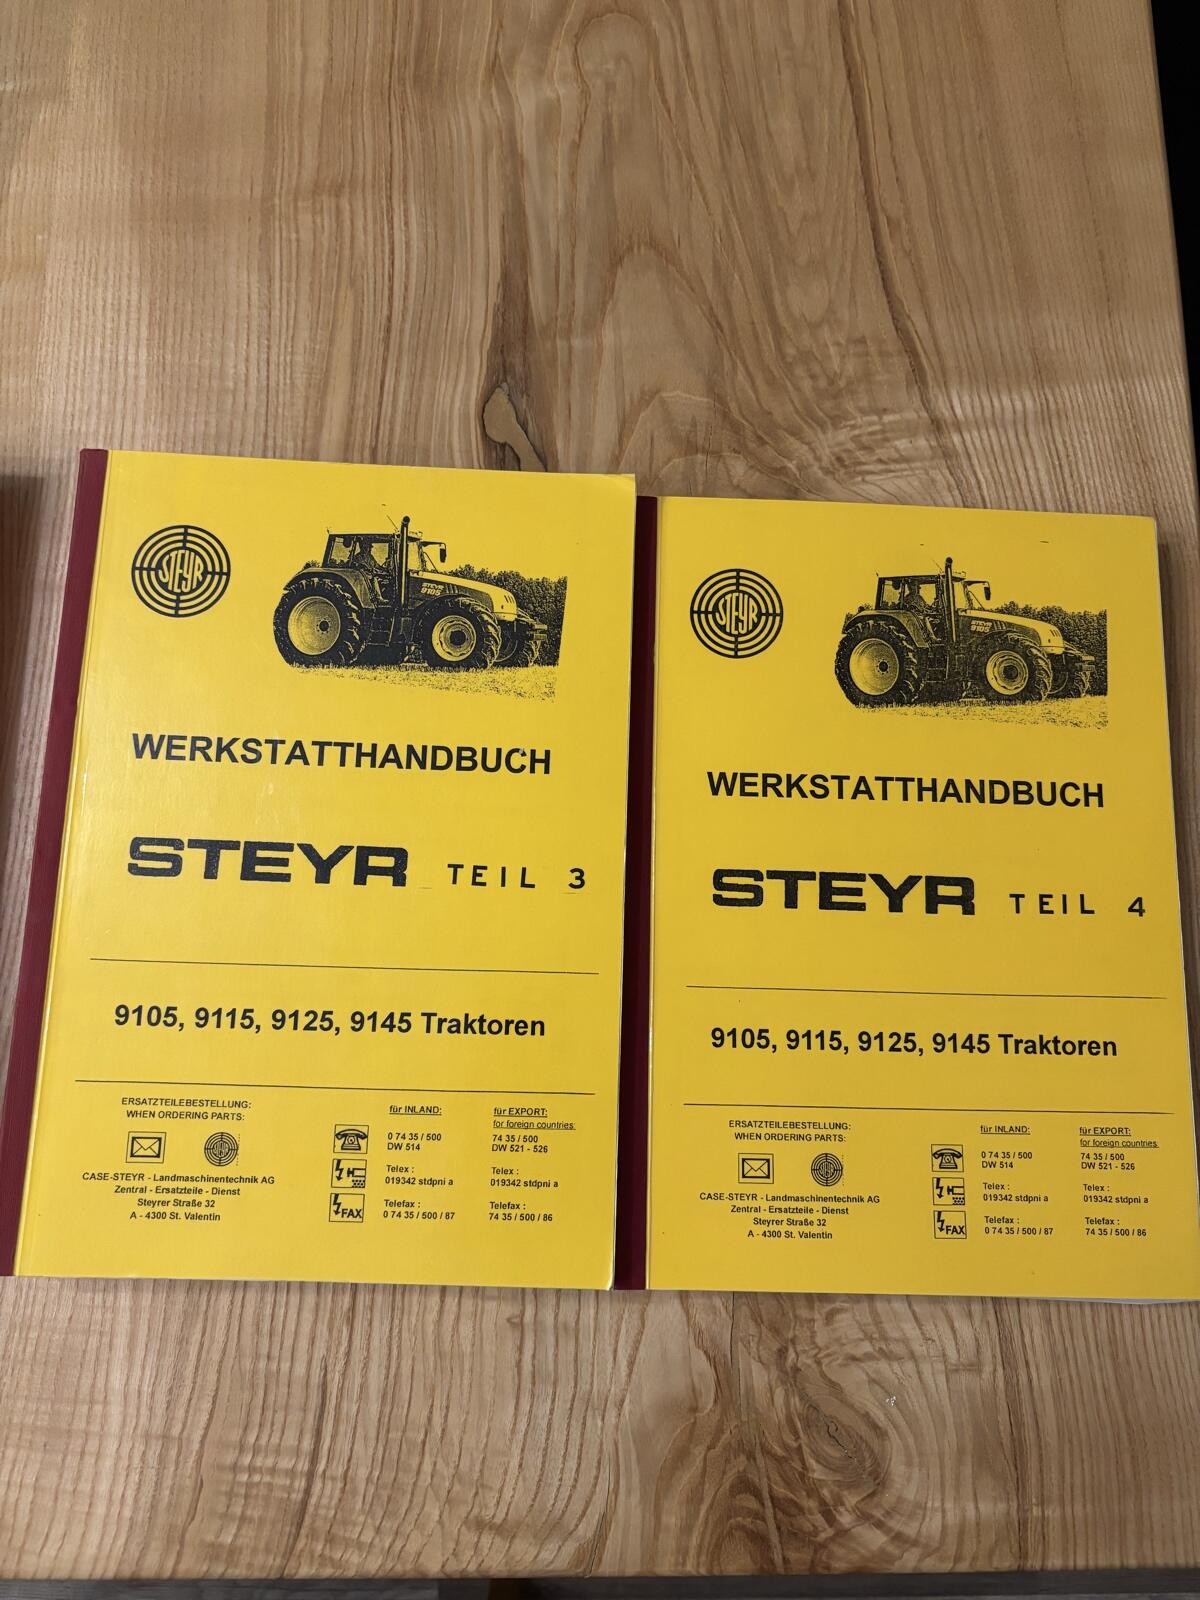 STEYR
STEYR
9105
WERKSTATTHANDBUCH
STEYR TEIL 3
9105, 9115, 9125, 9145 Traktoren
ERSATZTEILEBESTELLUNG:
WHEN ORDERING PARTS:
STEYR
CASE-STEYR - Landmaschinentechnik AG
Zentral - Ersatzteile - Dienst
Steyrer Straße 32
A - 4300 St. Valentin
für INLAND:
0 74 35 / 500
DW 514
Telex :
019342 stdpni a
FAX
Telefax :
0 74 35 / 500 / 87
für EXPORT:
for foreign countries:
74 35 / 500
DW 521 - 526
Telex :
019342 stdpni a
Telefax :
74 35 / 500 / 86
STEYR
STEYR
9105
WERKSTATTHANDBUCH
STEYR TEIL 4
9105, 9115, 9125, 9145 Traktoren
ERSATZTEILEBESTELLUNG:
WHEN ORDERING PARTS:
STEYR
CASE-STEYR - Landmaschinentechnik AG
Zentral - Ersatzteile - Dienst
Steyrer Straße 32
A - 4300 St. Valentin
für INLAND:
0 74 35 / 500
DW 514
Telex :
019342 stdpni a
FAX
Telefax :
0 74 35 / 500 / 87
für EXPORT:
for foreign countries:
74 35 / 500
DW 521 - 526
Telex :
019342 stdpni a
Telefax :
74 35 / 500 / 86